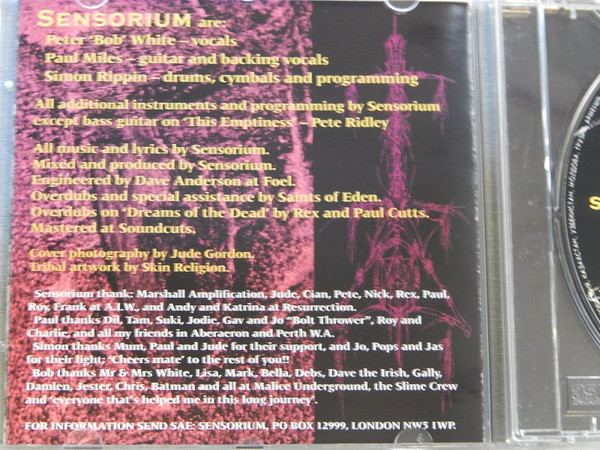 SENSORIUM are:
Peter 'Bob' White – vocals
Paul Miles – guitar and backing vocals
Simon Rippin – drums, cymbals and programming
All additional instruments and programming by Sensorium
except bass guitar on 'This Emptiness' – Pete Ridley
All music and lyrics by Sensorium.
Mixed and produced by Sensorium.
Engineered by Dave Anderson at Foel.
Overdubs and special assistance by Saints of Eden.
Overdubs on 'Dreams of the Dead' by Rex and Paul Cutts.
Mastered at Soundcuts.
Cover photography by Jude Gordon.
Tribal artwork by Skin Religion.
Sensorium thank: Marshall Amplification, Jude, Cian, Pete, Nick, Rex, Paul,
Roy, Frank at A.I.W., and Andy and Katrina at Resurrection.
Paul thanks Dil, Tam, Suki, Jodie, Gav and Jo "Bolt Thrower", Roy and
Charlie, and all my friends in Aberaeron and Perth W.A.
Simon thanks Mum, Paul and Jude for their support, and Jo, Pops and Jas
for their light; 'Cheers mate' to the rest of you!!
Bob thanks Mr & Mrs White, Lisa, Mark, Bella, Debs, Dave the Irish, Gally,
Damien, Jester, Chris, Batman and all at Malice Underground, the Slime Crew
and 'everyone that's helped me in this long journey'.
FOR INFORMATION SEND SAE: SENSORIUM, PO BOX 12999, LONDON NW5 1WP.
S
КАЗАХСТАН, УЗБЕКИСТАН, МОЛДОВА,